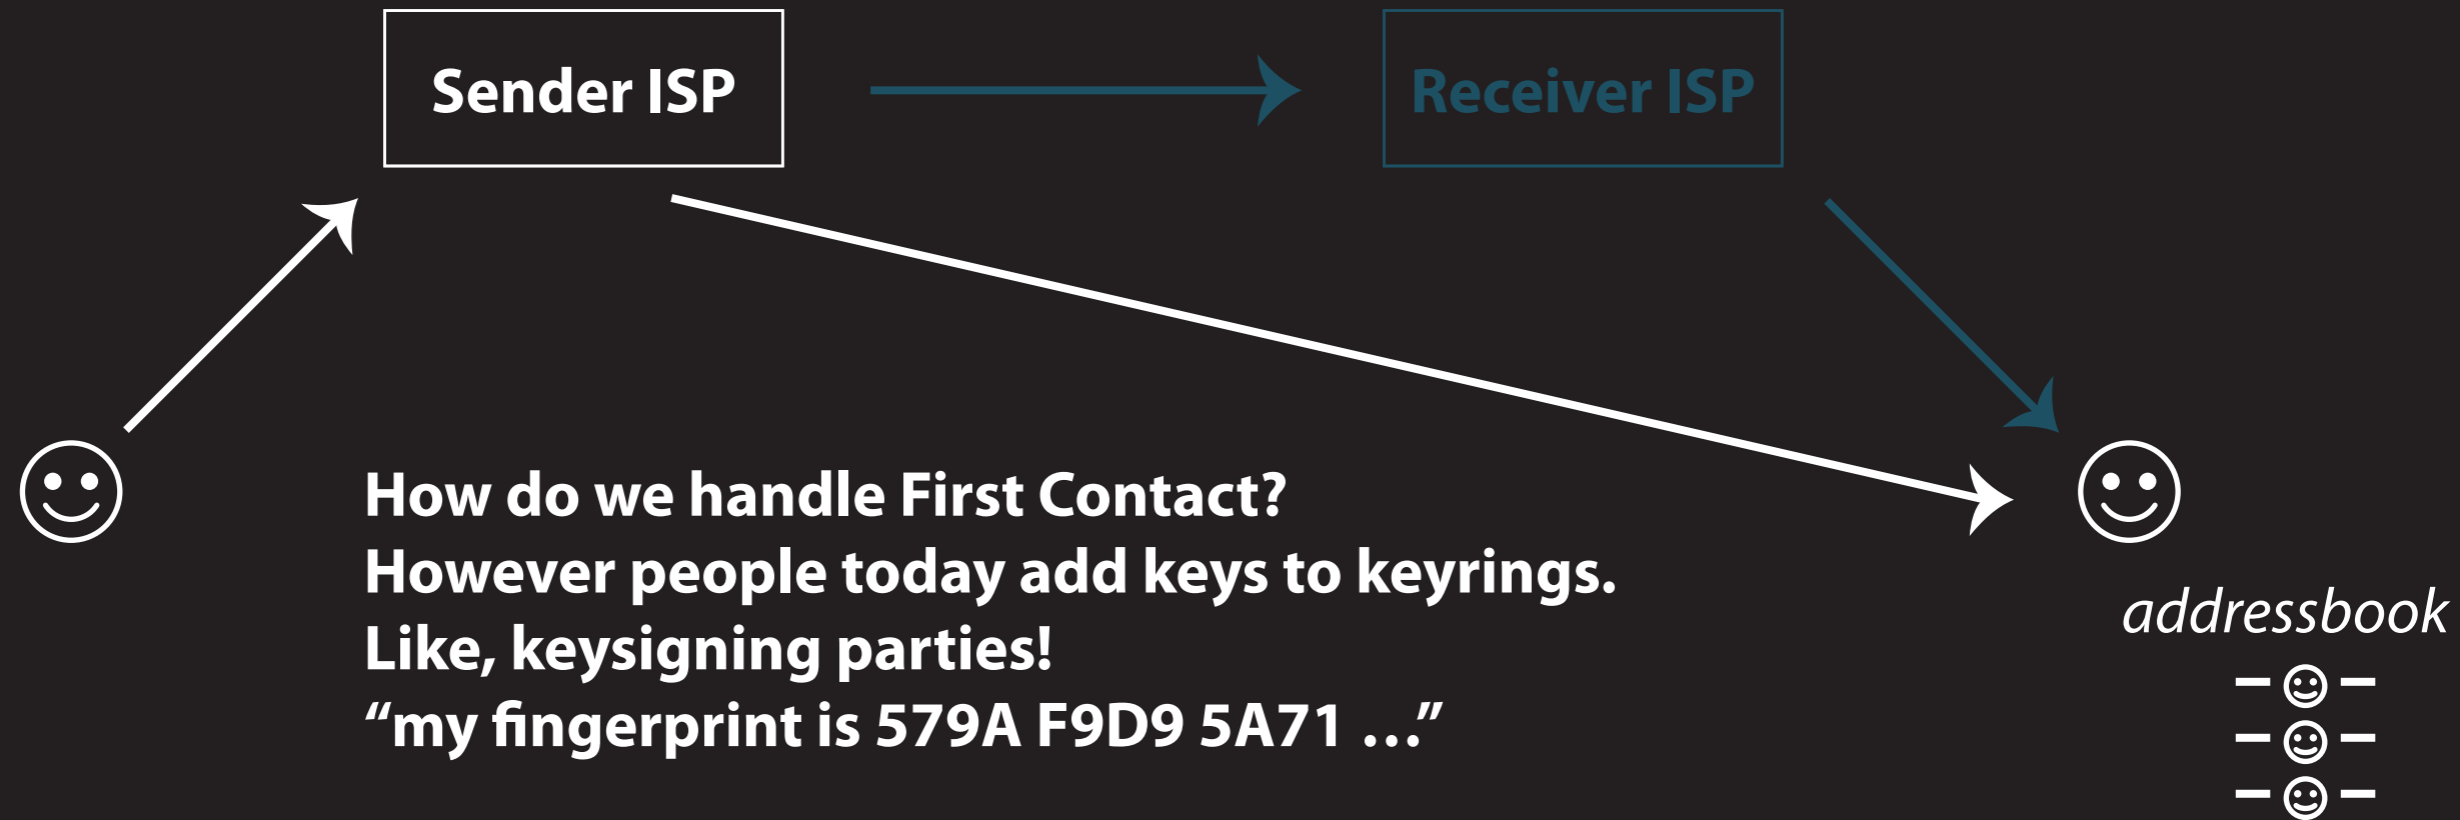 Sender ISP
Receiver ISP
How do we handle First Contact?
However people today add keys to keyrings.
Like, keysigning parties!
“my fingerprint is 579A F9D9 5A71 …”
addressbook